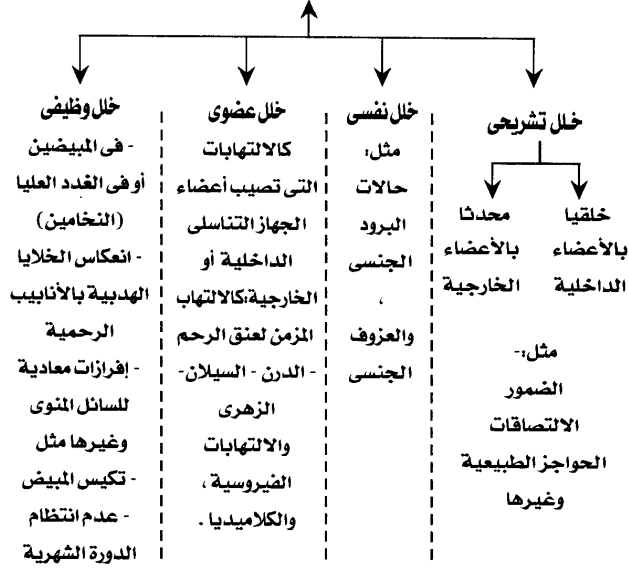 خلل تشريحى
خلقيا
بالأعضاء
الداخلية
محدثا
بالأعضاء
الخارجية
مثل:-
الضمور
الالتصاقات
الحواجز الطبيعية
وغيرها
خلل نفسى
مثل:
حالات
البرود
الجنسى
،
والعزوف
الجنسى
خلل عضوى
كالالتهابات
التى تصيب أعضاء
الجهاز التناسلى
الداخلية أو
الخارجية:كالالتهاب
المزمن لعنق الرحم
- الدرن - السيلان-
الزهرى
والالتهابات
الفيروسية ،
والكلاميديا .
خلل وظيفى
- فى المبيضين
أو فى الغدد العليا
(النخامين)
- انعكاس الخلايا
الهدبية بالأنابيب
الرحمية
- إفرازات معادية
للسائل المنوى
وغيرها مثل
- تكيس المبيض
- عدم انتظام
الدورة الشهرية